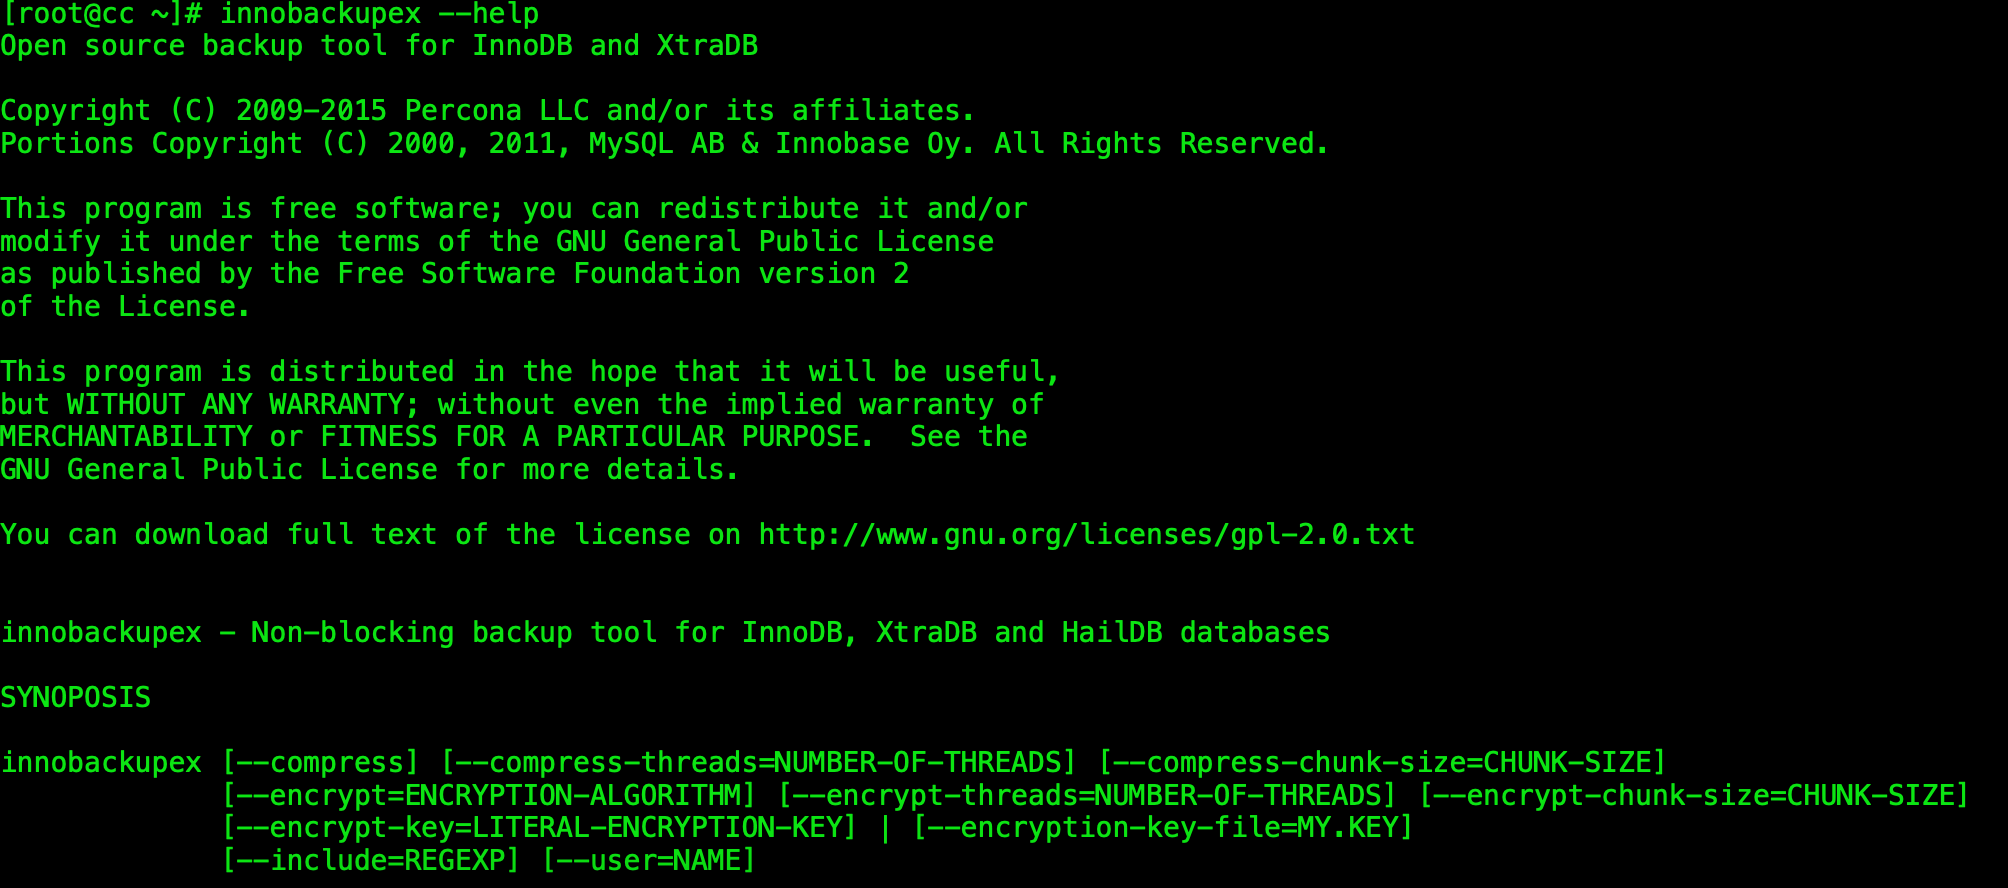 [root@cc ~]# innobackupex --help
Open source backup tool for InnoDB and XtraDB
Copyright (C) 2009-2015 Percona LLC and/or its affiliates.
Portions Copyright (C) 2000, 2011, MySQL AB & Innobase Oy. All Rights Reserved.
This program is free software; you can redistribute it and/or
modify it under the terms of the GNU General Public License
as published by the Free Software Foundation version 2
of the License.
This program is distributed in the hope that it will be useful,
but WITHOUT ANY WARRANTY; without even the implied warranty of
MERCHANTABILITY or FITNESS FOR A PARTICULAR PURPOSE.  See the
GNU General Public License for more details.
You can download full text of the license on http://www.gnu.org/licenses/gpl-2.0.txt
innobackupex - Non-blocking backup tool for InnoDB, XtraDB and HailDB databases
SYNOPOSIS
innobackupex [--compress] [--compress-threads=NUMBER-OF-THREADS] [--compress-chunk-size=CHUNK-SIZE]
[--encrypt=ENCRYPTION-ALGORITHM] [--encrypt-threads=NUMBER-OF-THREADS] [--encrypt-chunk-size=CHUNK-SIZE]
[--encrypt-key=LITERAL-ENCRYPTION-KEY] | [--encryption-key-file=MY.KEY]
[--include=REGEXP] [--user=NAME]